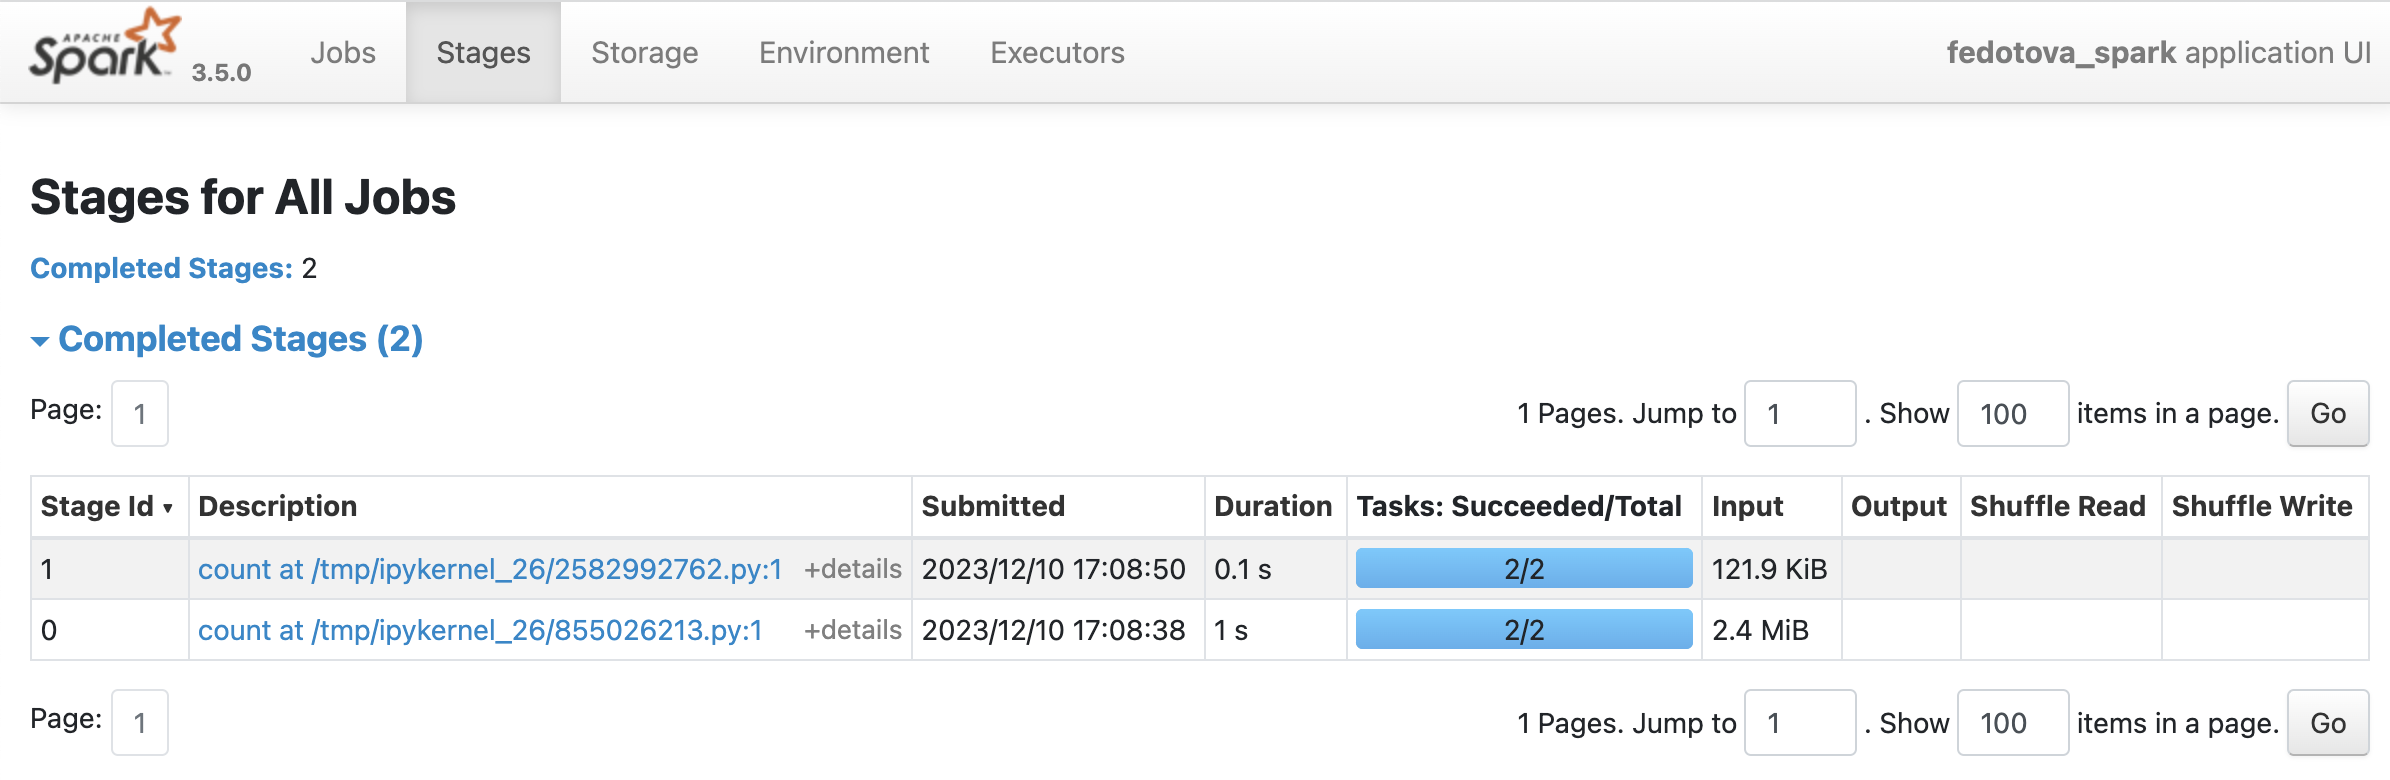 APACHE Spark 3.5.0 Jobs Stages Storage Environment Executors fedotova_spark application UI
Stages for All Jobs
Completed Stages: 2
Completed Stages (2)
Page: 1 1 Pages. Jump to 1 . Show 100 items in a page. Go
Stage Id ▾ Description Submitted Duration Tasks: Succeeded/Total Input Output Shuffle Read Shuffle Write
1 count at /tmp/ipykernel_26/2582992762.py:1 +details 2023/12/10 17:08:50 0.1 s 2/2 121.9 KiB
0 count at /tmp/ipykernel_26/855026213.py:1 +details 2023/12/10 17:08:38 1 s 2/2 2.4 MiB
Page: 1 1 Pages. Jump to 1 . Show 100 items in a page. Go